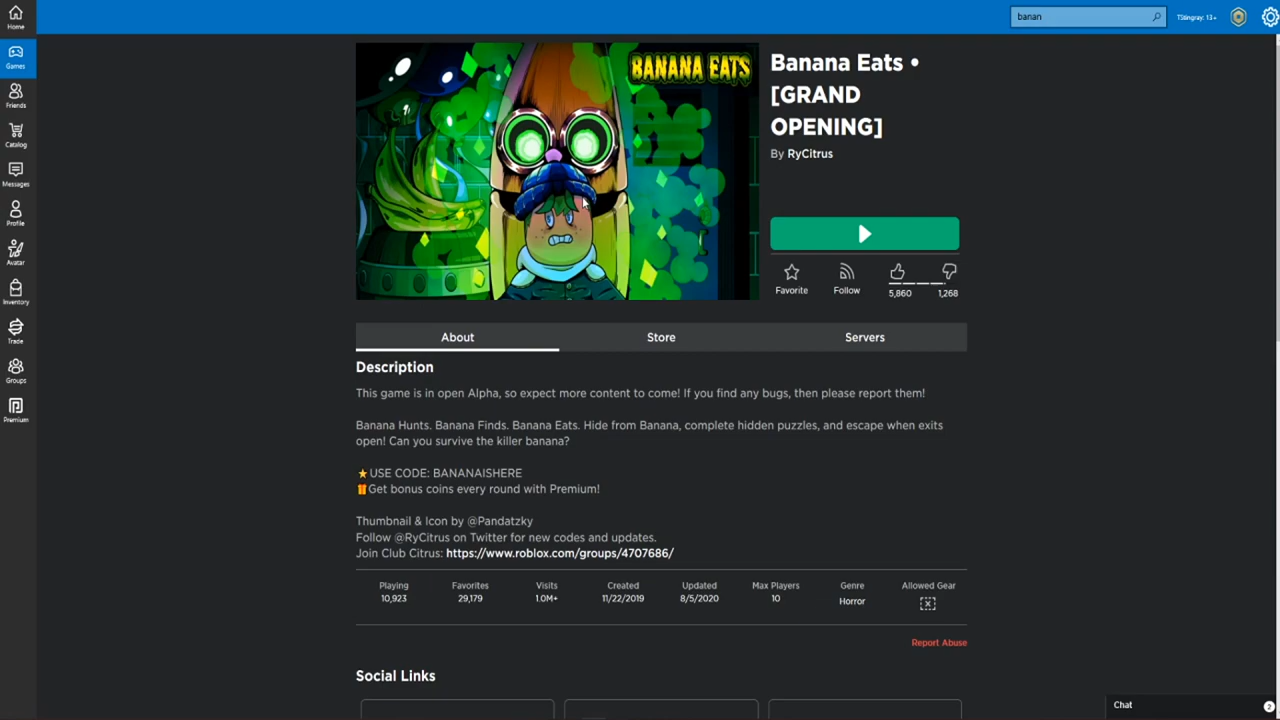 banan
TStingray: 13+
Home
Games
Friends
Catalog
Messages
Profile
Avatar
Inventory
Trade
Groups
Premium
BANANA EATS
Banana Eats •
[GRAND
OPENING]
By RyCitrus
Favorite
Follow
5,860
1,268
About
Store
Servers
Description
This game is in open Alpha, so expect more content to come! If you find any bugs, then please report them!
Banana Hunts. Banana Finds. Banana Eats. Hide from Banana, complete hidden puzzles, and escape when exits
open! Can you survive the killer banana?
⭐USE CODE: BANANAISHERE
🎁Get bonus coins every round with Premium!
Thumbnail & Icon by @Pandatzky
Follow @RyCitrus on Twitter for new codes and updates.
Join Club Citrus: https://www.roblox.com/groups/4707686/
Playing Favorites Visits Created Updated Max Players Genre Allowed Gear
10,923 29,179 1.0M+ 11/22/2019 8/5/2020 10 Horror
Report Abuse
Social Links
Chat
2